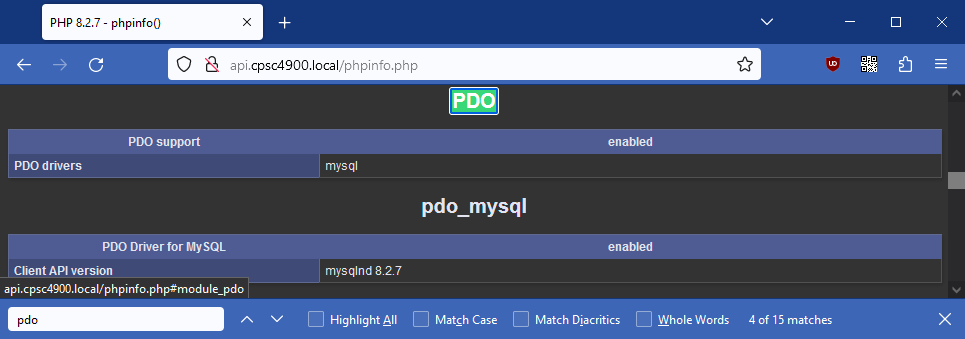 PHP 8.2.7 - phpinfo()
api.cpsc4900.local/phpinfo.php
PDO
PDO support enabled
PDO drivers mysql
pdo_mysql
PDO Driver for MySQL enabled
Client API version mysqlnd 8.2.7
api.cpsc4900.local/phpinfo.php#module_pdo
pdo Highlight All Match Case Match Diacritics Whole Words 4 of 15 matches